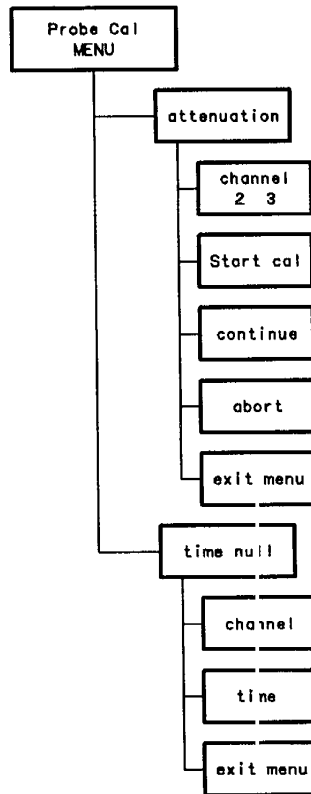 Probe Cal
MENU
attenuation
channel
2 3
Start cal
continue
abort
exit menu
time null
channel
time
exit menu